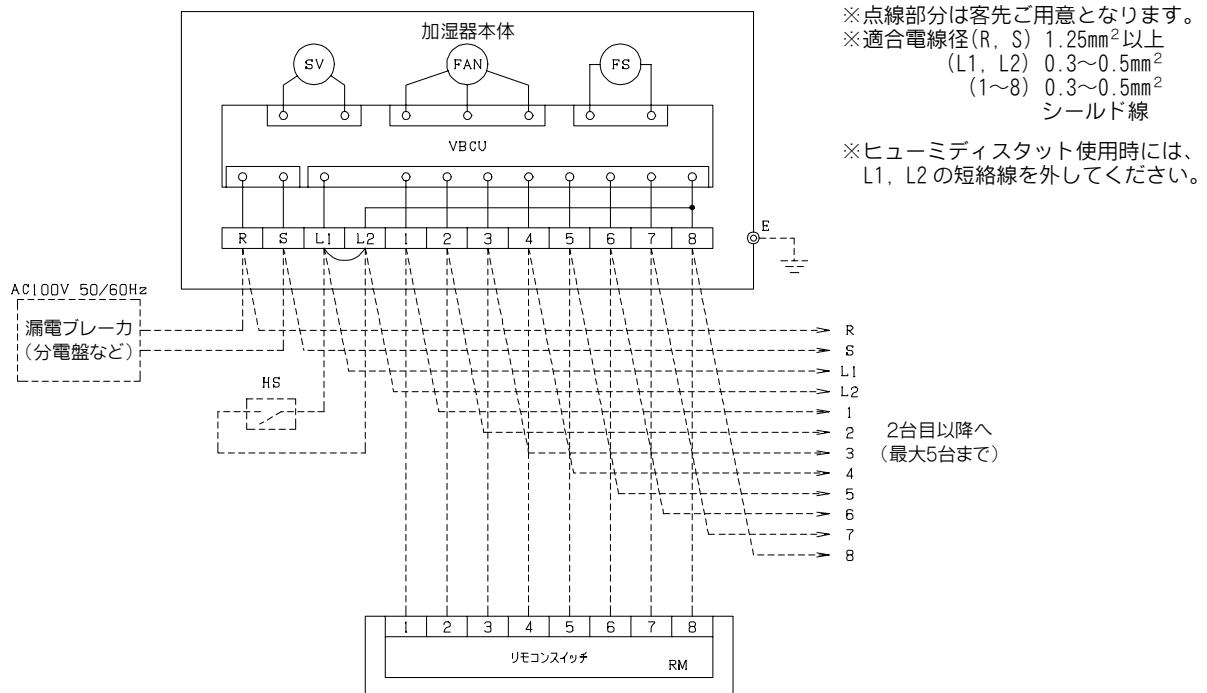 加湿器本体
SV
FAN
FS
VBCU
R S L1 L2 1 2 3 4 5 6 7 8
E
※点線部分は客先ご用意となります。
※適合電線径(R, S) 1.25mm²以上
(L1, L2) 0.3～0.5mm²
(1～8) 0.3～0.5mm²
シールド線
※ヒューミディスタット使用時には、
L1, L2の短絡線を外してください。
AC100V 50/60Hz
漏電ブレーカ
(分電盤など)
HS
R
S
L1
L2
1
2
3
4
5
6
7
8
2台目以降へ
(最大5台まで)
1 2 3 4 5 6 7 8
リモコンスイッチ
RM